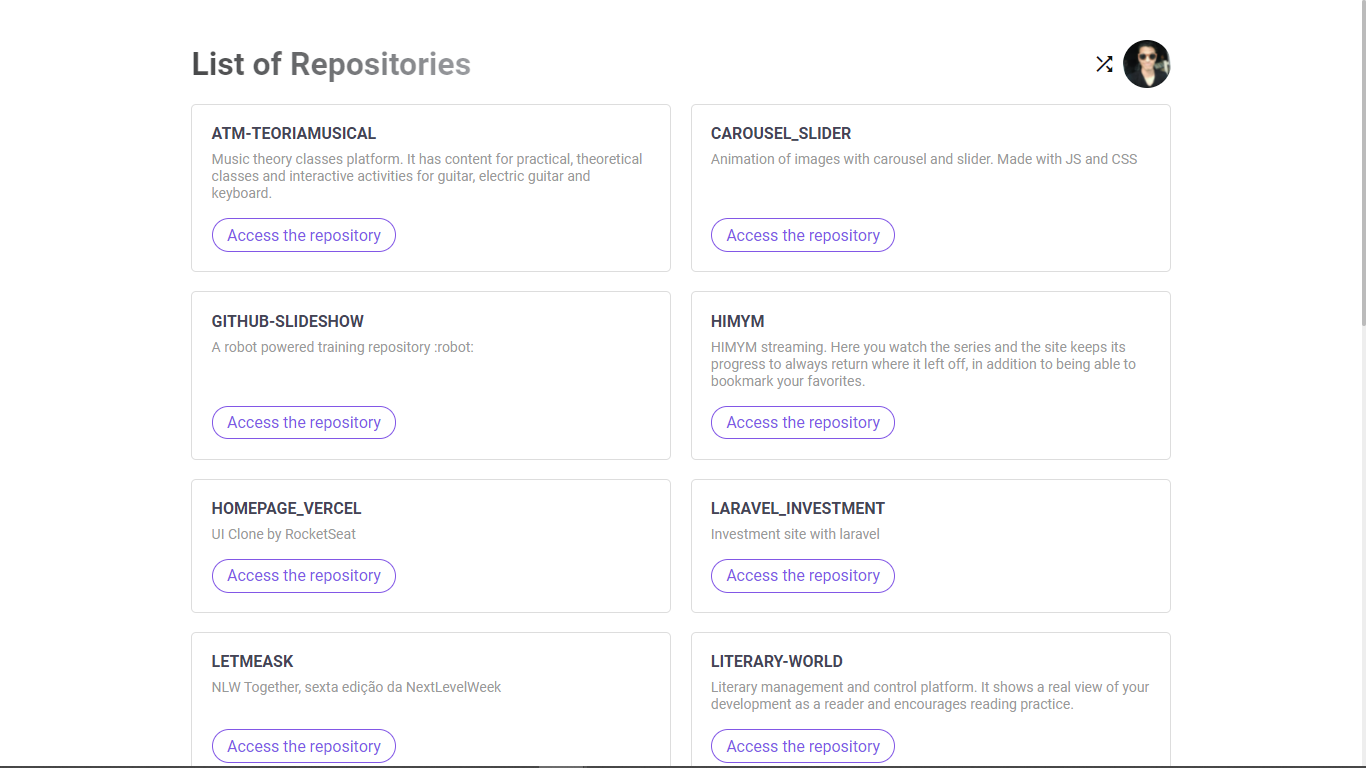 List of Repositories
ATM-TEORIAMUSICAL
Music theory classes platform. It has content for practical, theoretical
classes and interactive activities for guitar, electric guitar and
keyboard.
Access the repository
CAROUSEL_SLIDER
Animation of images with carousel and slider. Made with JS and CSS
Access the repository
GITHUB-SLIDESHOW
A robot powered training repository :robot:
Access the repository
HIMYM
HIMYM streaming. Here you watch the series and the site keeps its
progress to always return where it left off, in addition to being able to
bookmark your favorites.
Access the repository
HOMEPAGE_VERCEL
UI Clone by RocketSeat
Access the repository
LARAVEL_INVESTMENT
Investment site with laravel
Access the repository
LETMEASK
NLW Together, sexta edição da NextLevelWeek
Access the repository
LITERARY-WORLD
Literary management and control platform. It shows a real view of your
development as a reader and encourages reading practice.
Access the repository